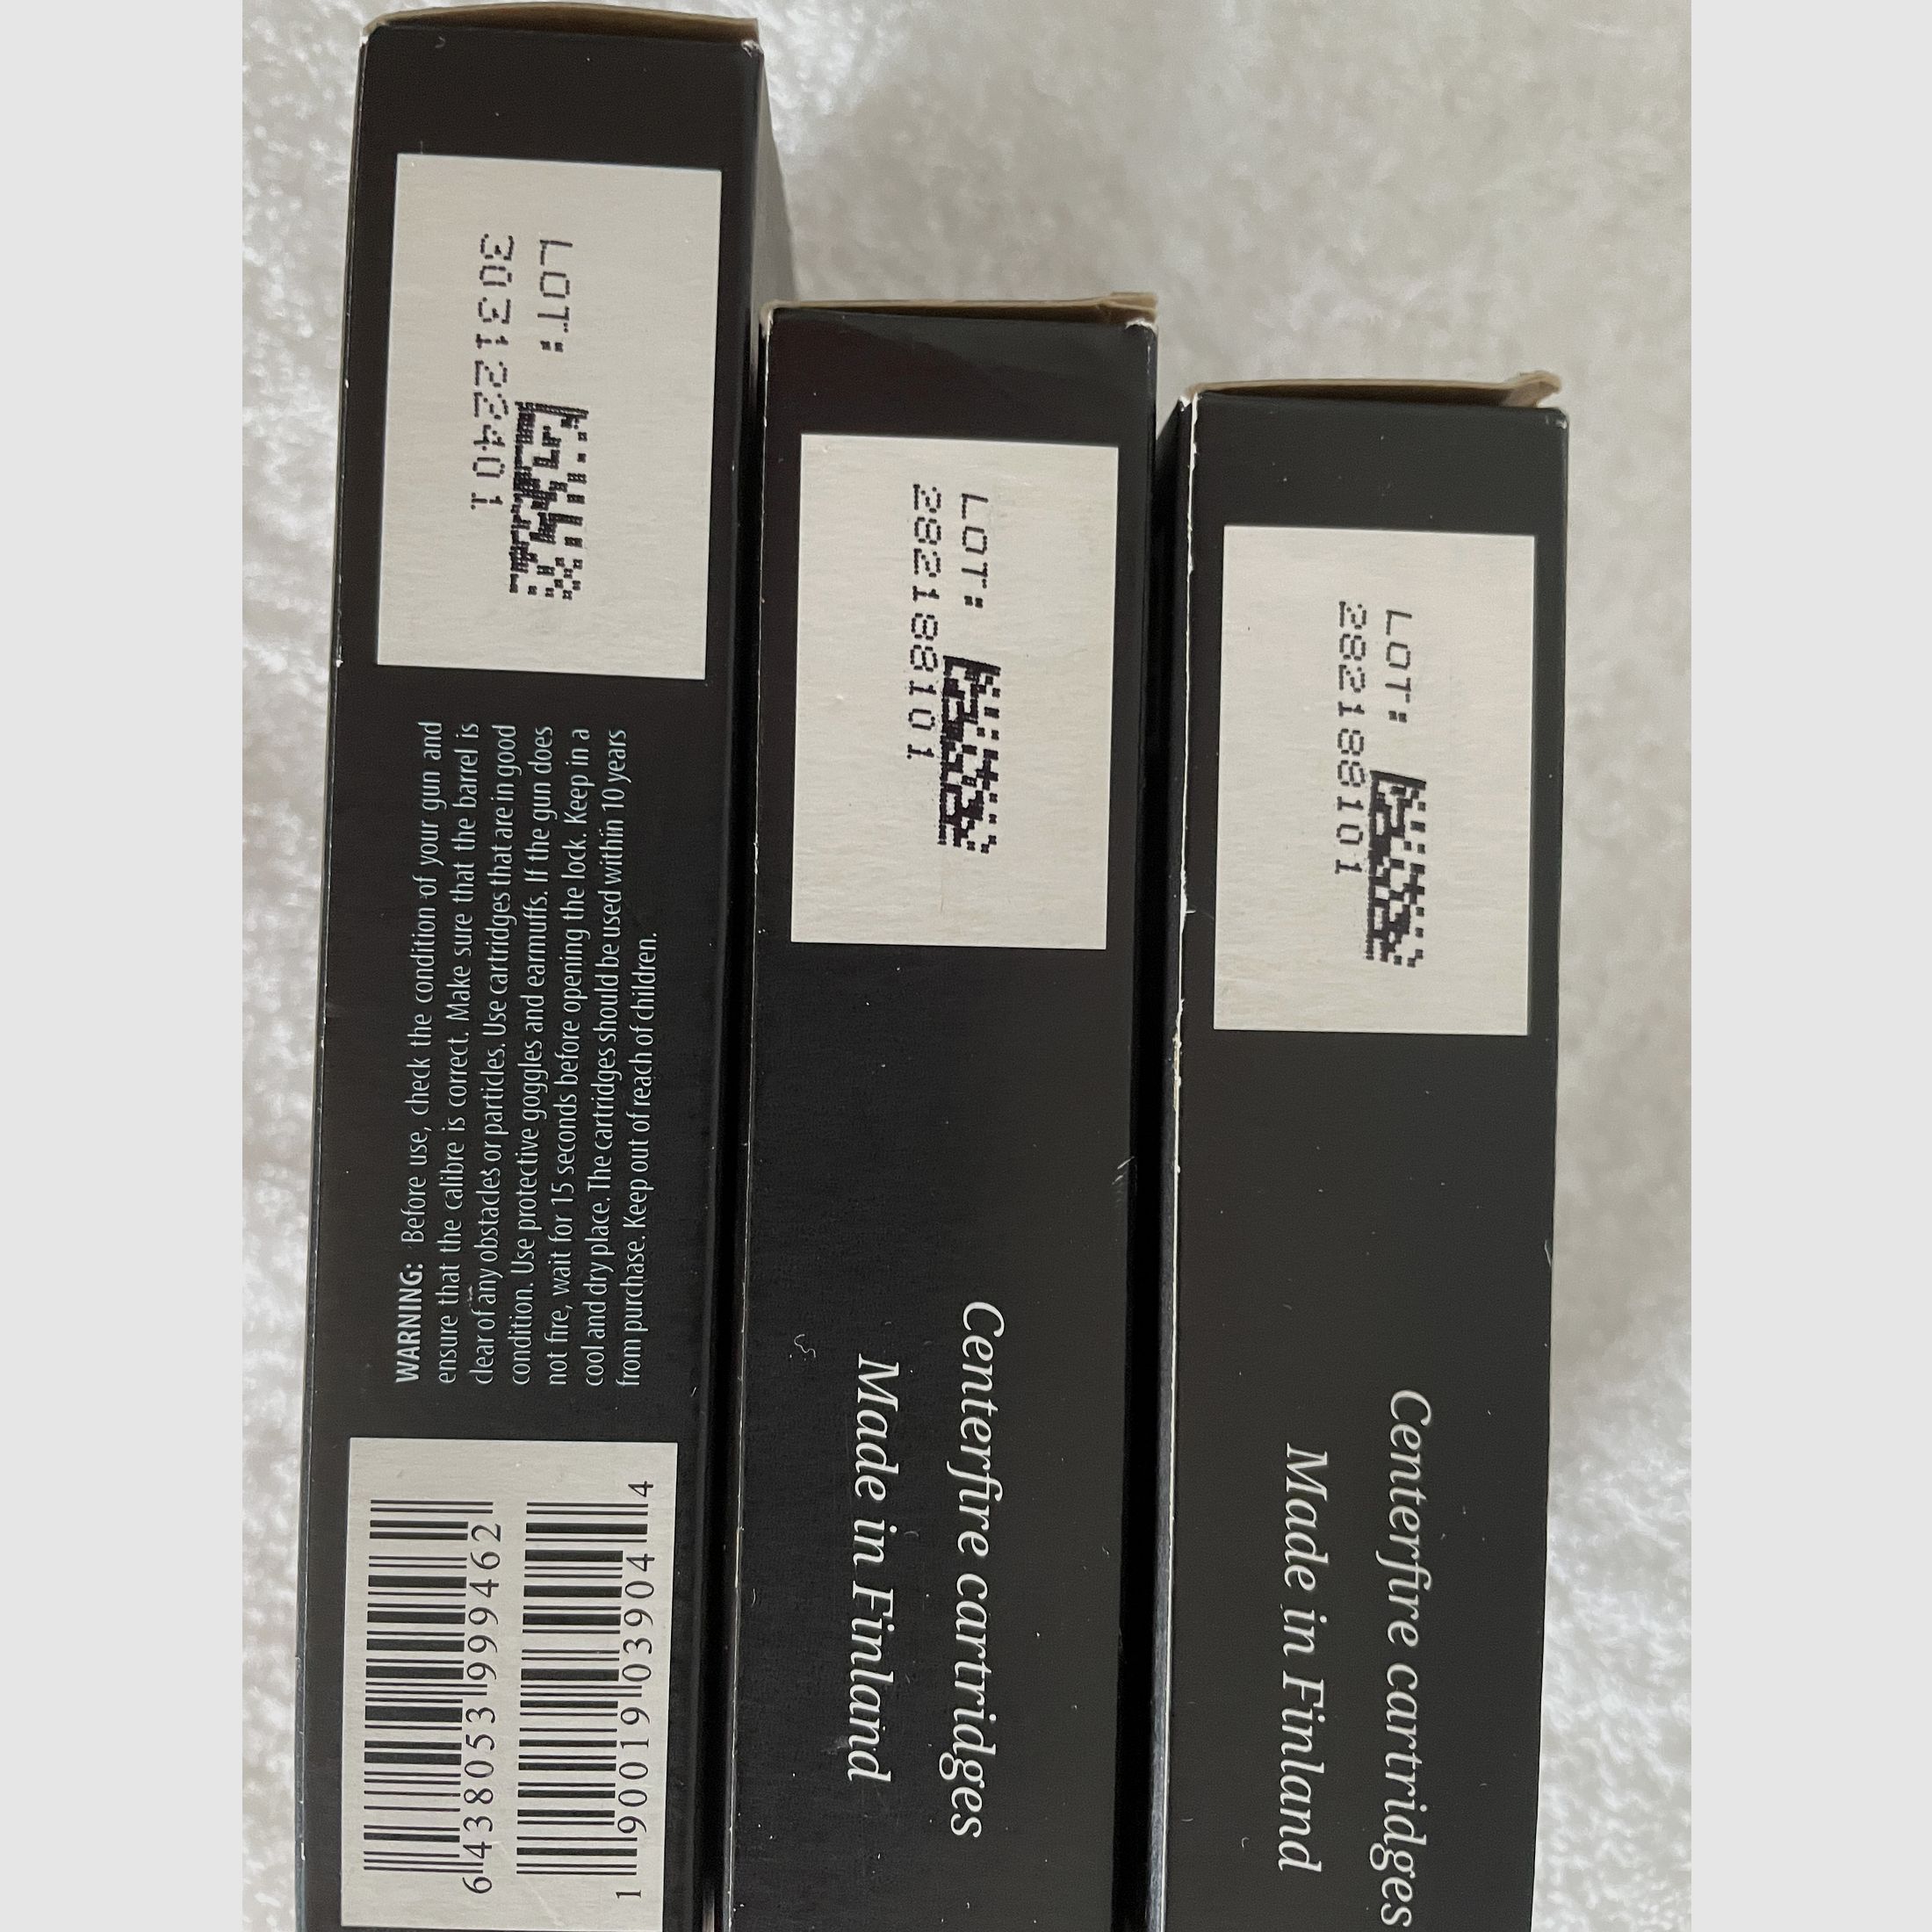 LOT:
3031222401
WARNING: Before use, check the condition of your gun and
ensure that the calibre is correct. Make sure that the barrel is
clear of any obstacles or particles. Use cartridges that are in good
condition. Use protective goggles and earmuffs. If the gun does
not fire, wait for 15 seconds before opening the lock. Keep in a
cool and dry place. The cartridges should be used within 10 years
from purchase. Keep out of reach of children.
6 438053 999462
1 90019 03904 4
LOT:
282188101
Centerfire cartridges
Made in Finland
LOT:
282188101
Centerfire cartridges
Made in Finland